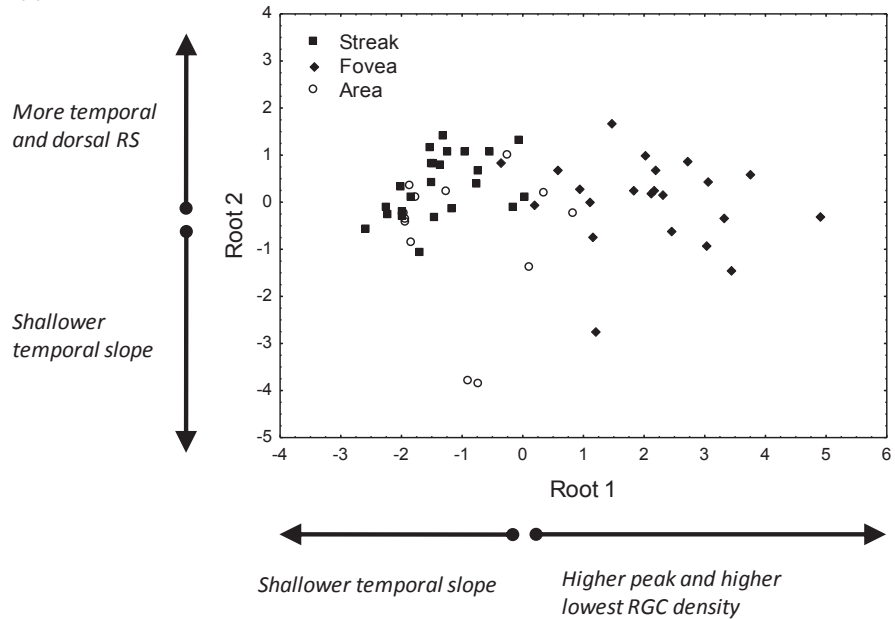 4
3
2
1
0
-1
-2
-3
-4
-5
Root 2
Streak
Fovea
Area
More temporal
and dorsal RS
Shallower
temporal slope
-4 -3 -2 -1 0 1 2 3 4 5 6
Root 1
Shallower temporal slope
Higher peak and higher
lowest RGC density